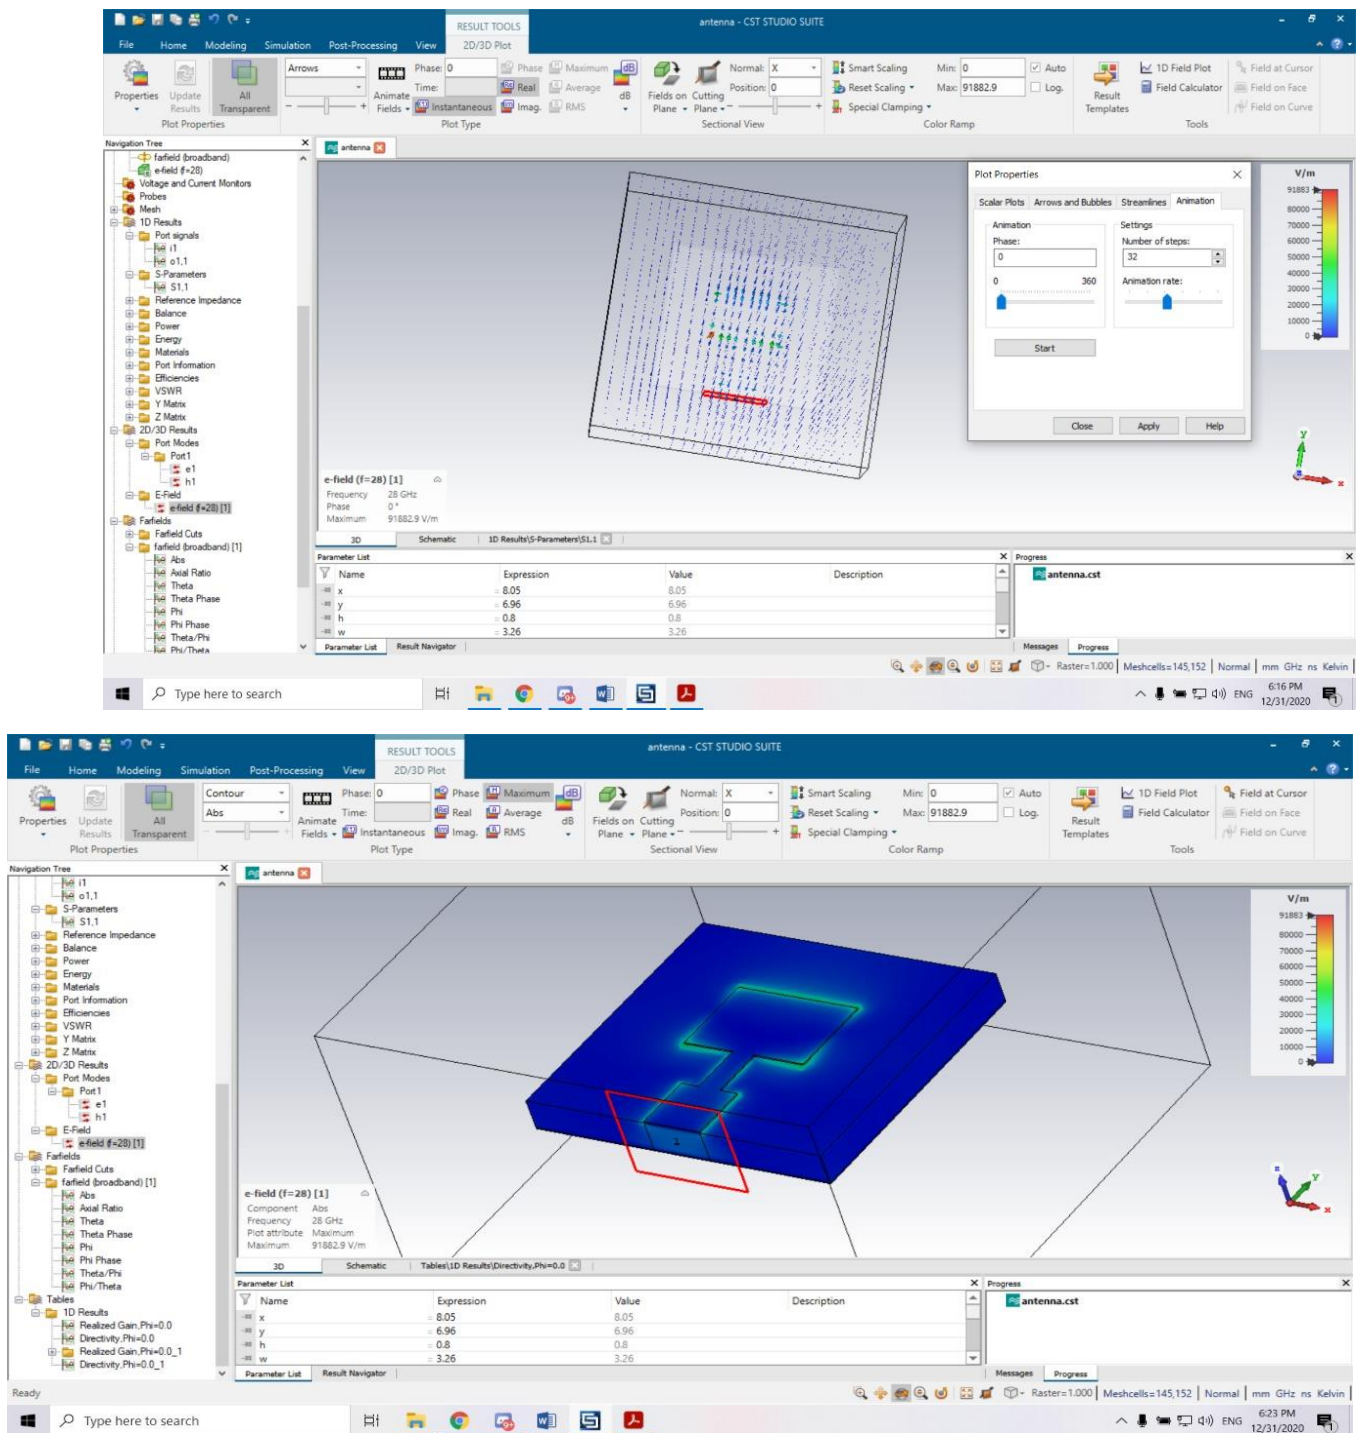 RESULT TOOLS
antenna - CST STUDIO SUITE
File Home Modeling Simulation Post-Processing View 2D/3D Plot
Properties
Update Results
All Transparent
Plot Properties
Arrows
Animate Fields
Phase: 0
Time:
Instantaneous
Phase
Real
Imag.
Maximum
Average
RMS
dB
dB
Plot Type
Fields on Plane
Cutting Plane
Normal: X
Position: 0
Sectional View
Smart Scaling
Reset Scaling
Special Clamping
Min: 0
Max: 91882.9
Auto
Log.
Color Ramp
Result Templates
1D Field Plot
Field Calculator
Field at Cursor
Field on Face
Field on Curve
Tools
Navigation Tree
farfield (broadband)
e-field (f=28)
Voltage and Current Monitors
Probes
Mesh
1D Results
Port signals
i1
o1,1
S-Parameters
S1,1
Reference Impedance
Balance
Power
Energy
Materials
Port Information
Efficiencies
VSWR
Y Matrix
Z Matrix
2D/3D Results
Port Modes
Port1
e1
h1
E-Field
e-field (f=28) [1]
Farfields
Farfield Cuts
farfield (broadband) [1]
Abs
Axial Ratio
Theta
Theta Phase
Phi
Phi Phase
Theta/Phi
Phi/Theta
antenna
Plot Properties
Scalar Plots Arrows and Bubbles Streamlines Animation
Animation
Phase:
0
0 360
Settings
Number of steps:
32
Animation rate:
Start
Close Apply Help
V/m
91883
80000
70000
60000
50000
40000
30000
20000
10000
0
y
x
e-field (f=28) [1]
Frequency 28 GHz
Phase 0 °
Maximum 91882.9 V/m
3D Schematic 1D Results\S-Parameters\S1,1
Parameter List
Name Expression Value Description
x = 8.05 8.05
y = 6.96 6.96
h = 0.8 0.8
w = 3.26 3.26
Parameter List Result Navigator
Progress
antenna.cst
Messages Progress
Raster=1.000 Meshcells=145,152 Normal mm GHz ns Kelvin
Type here to search
ENG
6:16 PM
12/31/2020
RESULT TOOLS
antenna - CST STUDIO SUITE
File Home Modeling Simulation Post-Processing View 2D/3D Plot
Properties
Update Results
All Transparent
Plot Properties
Contour
Abs
Animate Fields
Phase: 0
Time:
Instantaneous
Phase
Real
Imag.
Maximum
Average
RMS
dB
dB
Plot Type
Fields on Plane
Cutting Plane
Normal: X
Position: 0
Sectional View
Smart Scaling
Reset Scaling
Special Clamping
Min: 0
Max: 91882.9
Auto
Log.
Color Ramp
Result Templates
1D Field Plot
Field Calculator
Field at Cursor
Field on Face
Field on Curve
Tools
Navigation Tree
i1
o1,1
S-Parameters
S1,1
Reference Impedance
Balance
Power
Energy
Materials
Port Information
Efficiencies
VSWR
Y Matrix
Z Matrix
2D/3D Results
Port Modes
Port1
e1
h1
E-Field
e-field (f=28) [1]
Farfields
Farfield Cuts
farfield (broadband) [1]
Abs
Axial Ratio
Theta
Theta Phase
Phi
Phi Phase
Theta/Phi
Phi/Theta
Tables
1D Results
Realized Gain,Phi=0.0
Directivity,Phi=0.0
Realized Gain,Phi=0.0_1
Directivity,Phi=0.0_1
antenna
1
V/m
91883
80000
70000
60000
50000
40000
30000
20000
10000
0
z
y
x
e-field (f=28) [1]
Component Abs
Frequency 28 GHz
Plot attribute Maximum
Maximum 91882.9 V/m
3D Schematic Tables\1D Results\Directivity,Phi=0.0
Parameter List
Name Expression Value Description
x = 8.05 8.05
y = 6.96 6.96
h = 0.8 0.8
w = 3.26 3.26
Parameter List Result Navigator
Progress
antenna.cst
Messages Progress
Ready
Raster=1.000 Meshcells=145,152 Normal mm GHz ns Kelvin
Type here to search
ENG
6:23 PM
12/31/2020